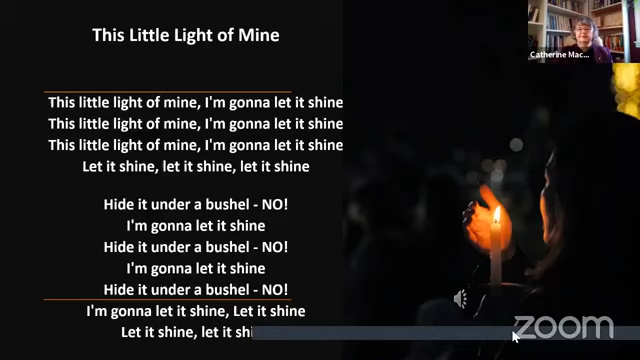 This Little Light of Mine
This little light of mine, I'm gonna let it shine
This little light of mine, I'm gonna let it shine
This little light of mine, I'm gonna let it shine
Let it shine, let it shine, let it shine
Hide it under a bushel - NO!
I'm gonna let it shine
Hide it under a bushel - NO!
I'm gonna let it shine
Hide it under a bushel - NO!
I'm gonna let it shine, Let it shine
Let it shine, let it shi
Catherine Mac...
zoom